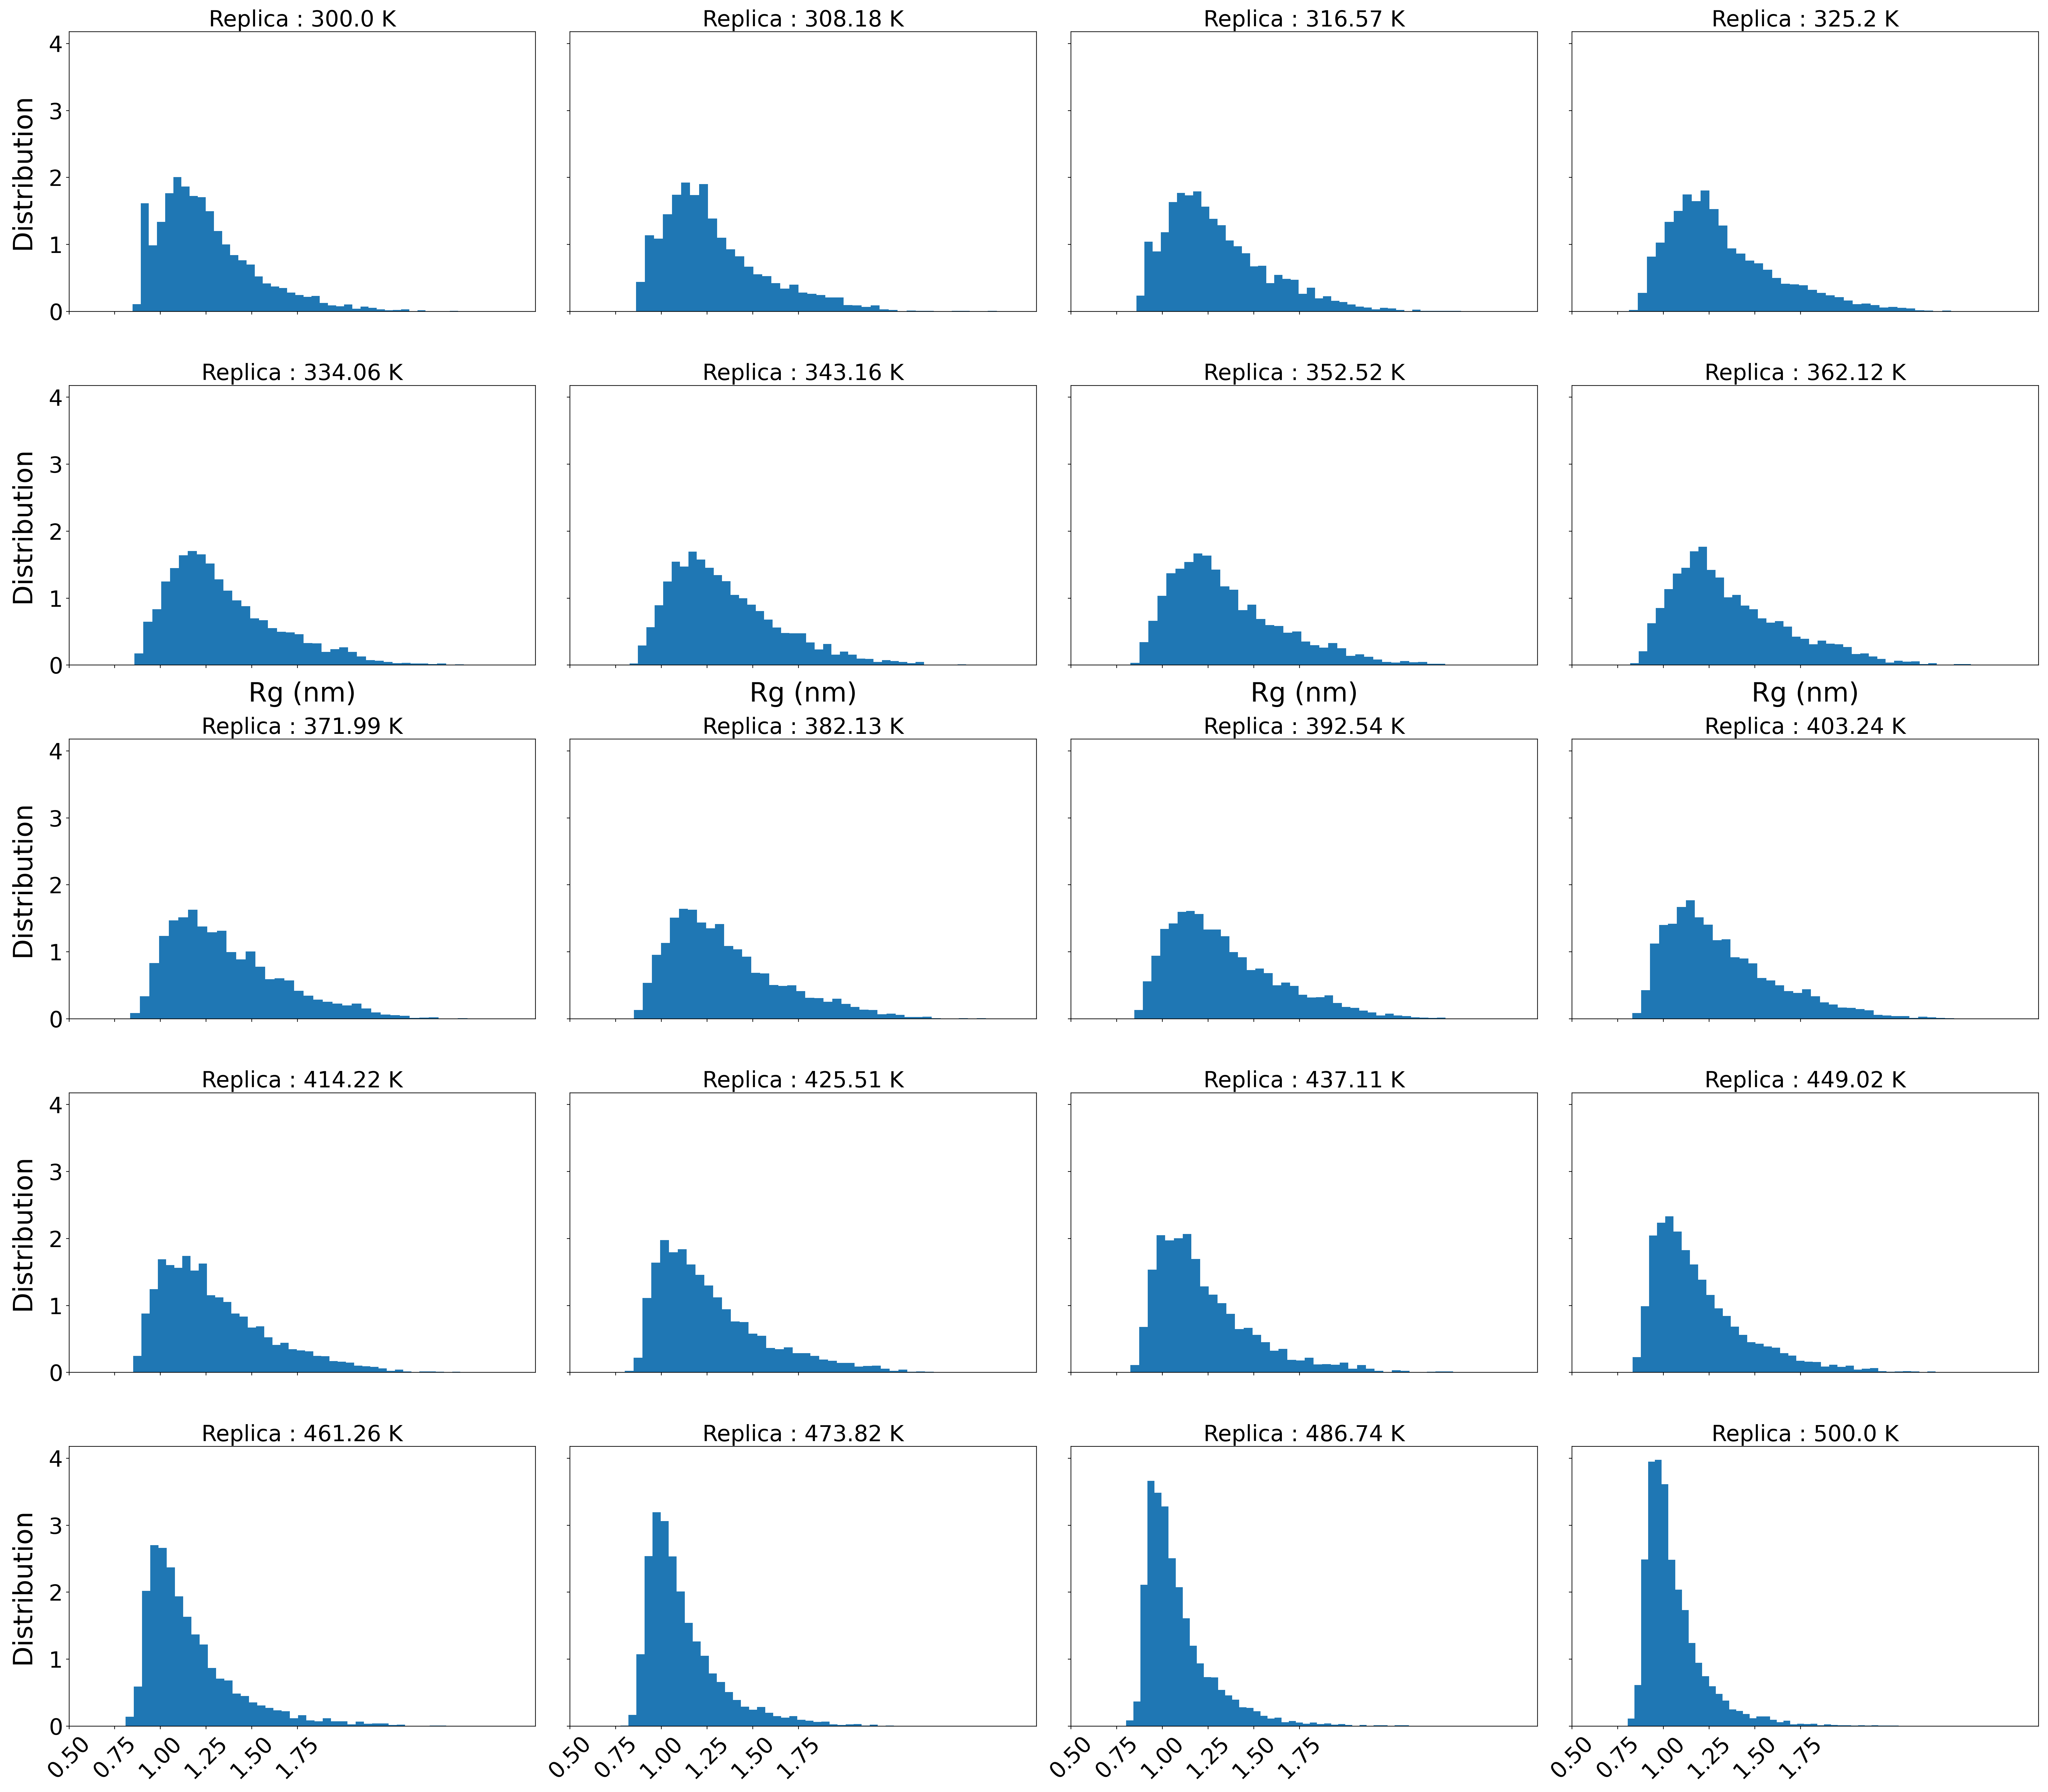 Replica : 300.0 K
Replica : 308.18 K
Replica : 316.57 K
Replica : 325.2 K
Distribution
4
3
2
1
0
Replica : 334.06 K
Replica : 343.16 K
Replica : 352.52 K
Replica : 362.12 K
Distribution
4
3
2
1
0
Rg (nm)
Rg (nm)
Rg (nm)
Rg (nm)
Replica : 371.99 K
Replica : 382.13 K
Replica : 392.54 K
Replica : 403.24 K
Distribution
4
3
2
1
0
Replica : 414.22 K
Replica : 425.51 K
Replica : 437.11 K
Replica : 449.02 K
Distribution
4
3
2
1
0
Replica : 461.26 K
Replica : 473.82 K
Replica : 486.74 K
Replica : 500.0 K
Distribution
4
3
2
1
0
0.50 0.75 1.00 1.25 1.50 1.75
0.50 0.75 1.00 1.25 1.50 1.75
0.50 0.75 1.00 1.25 1.50 1.75
0.50 0.75 1.00 1.25 1.50 1.75